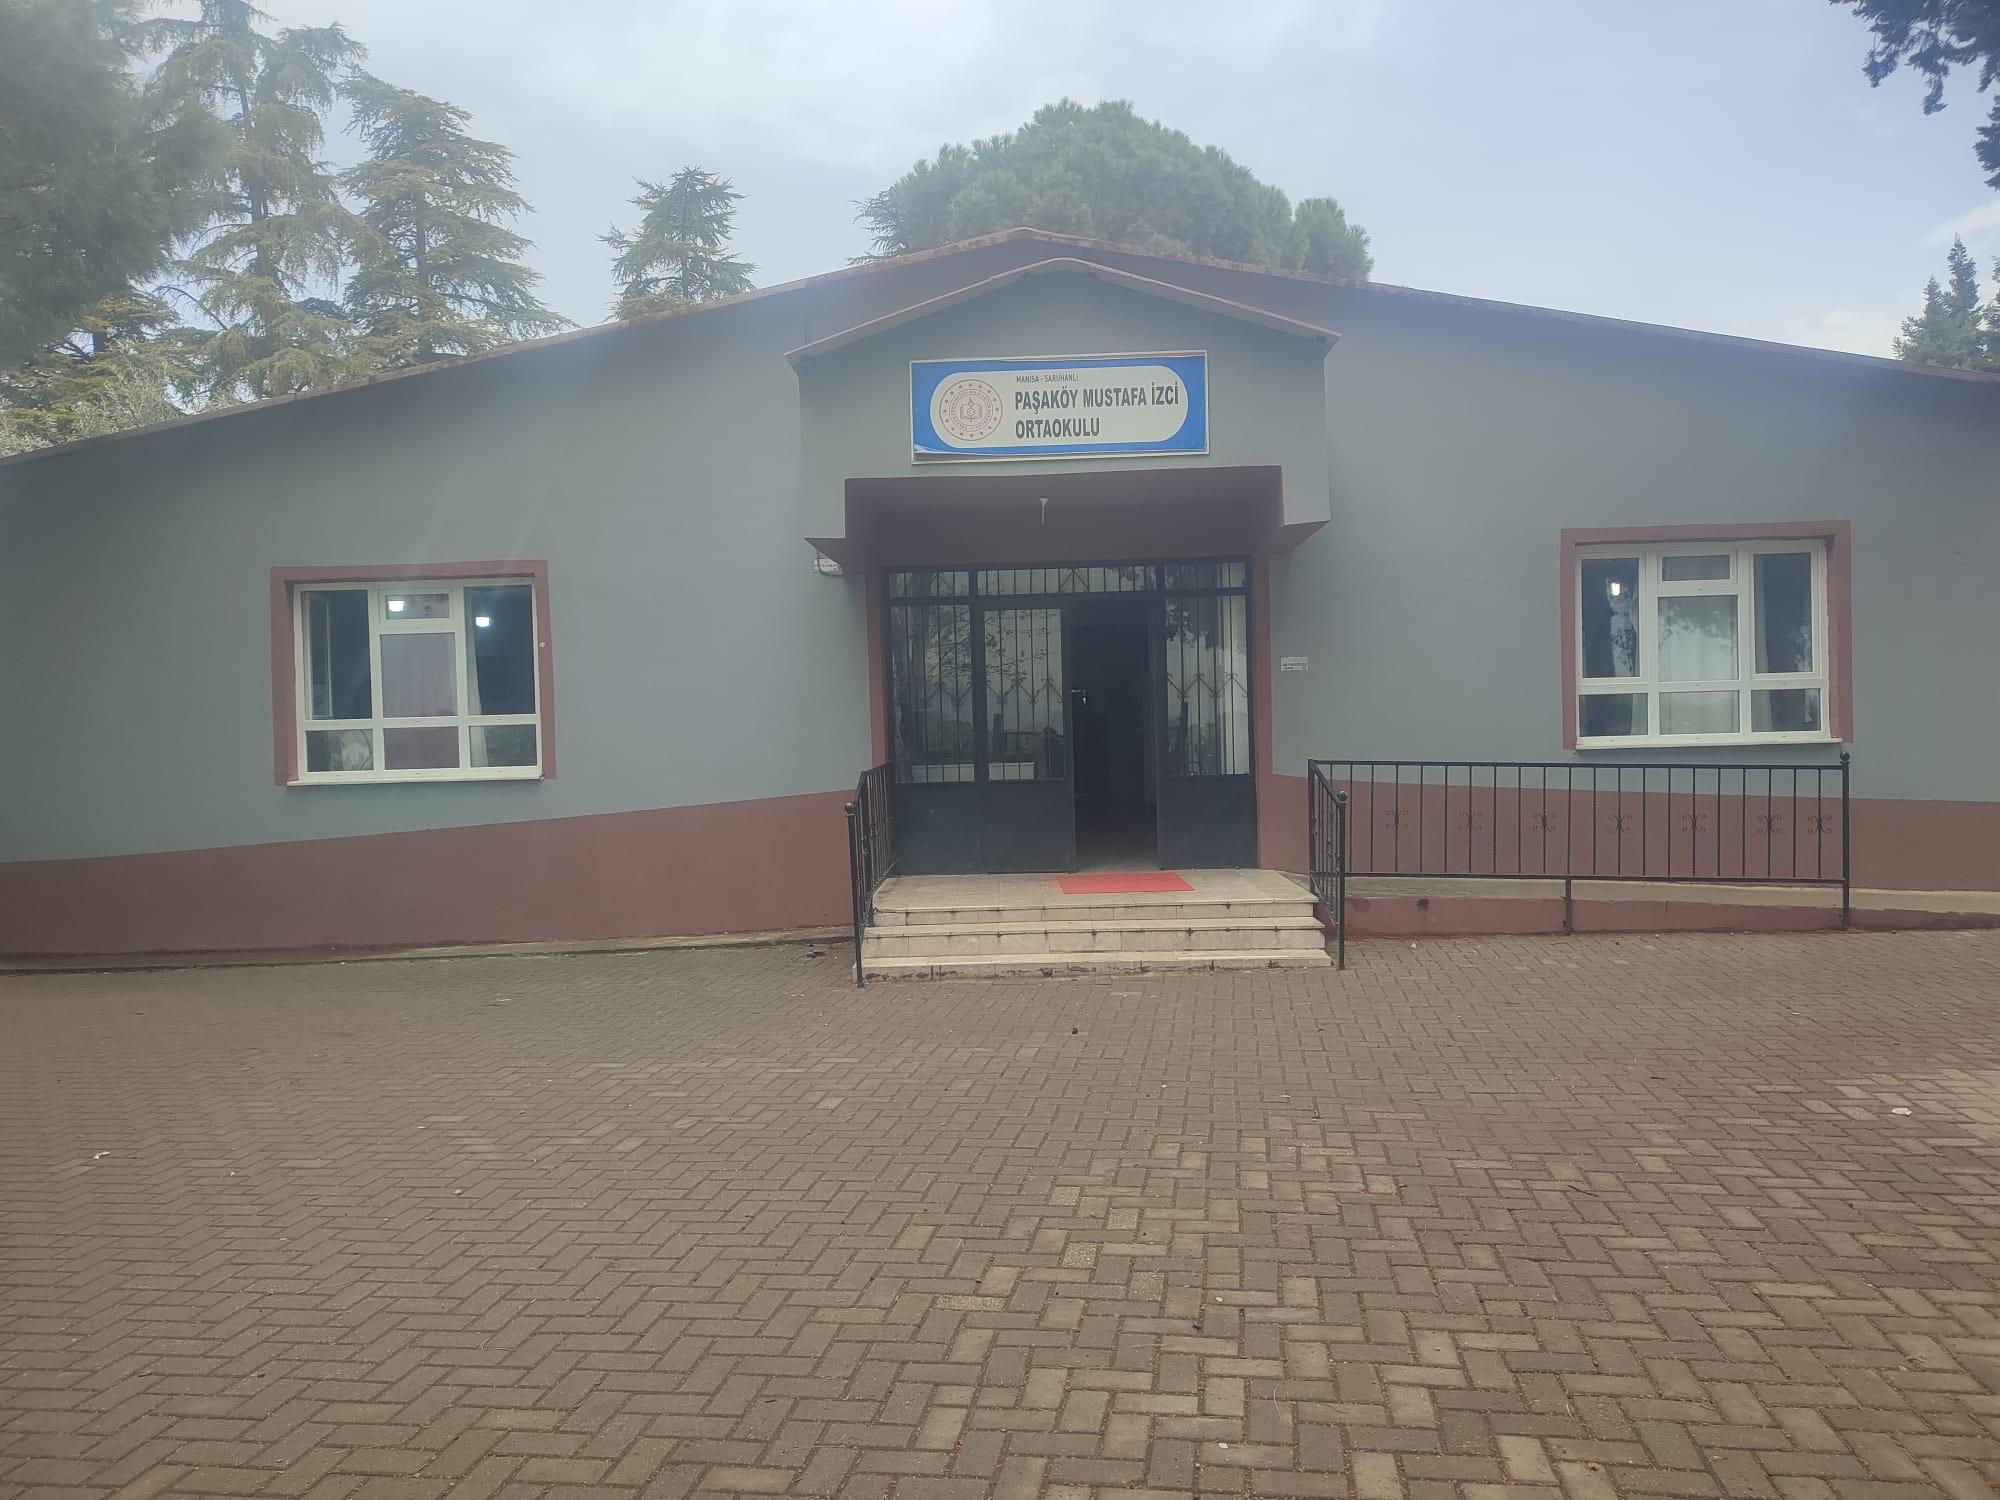 MANİSA - SARUHANLI
PAŞAKÖY MUSTAFA İZCİ
ORTAOKULU